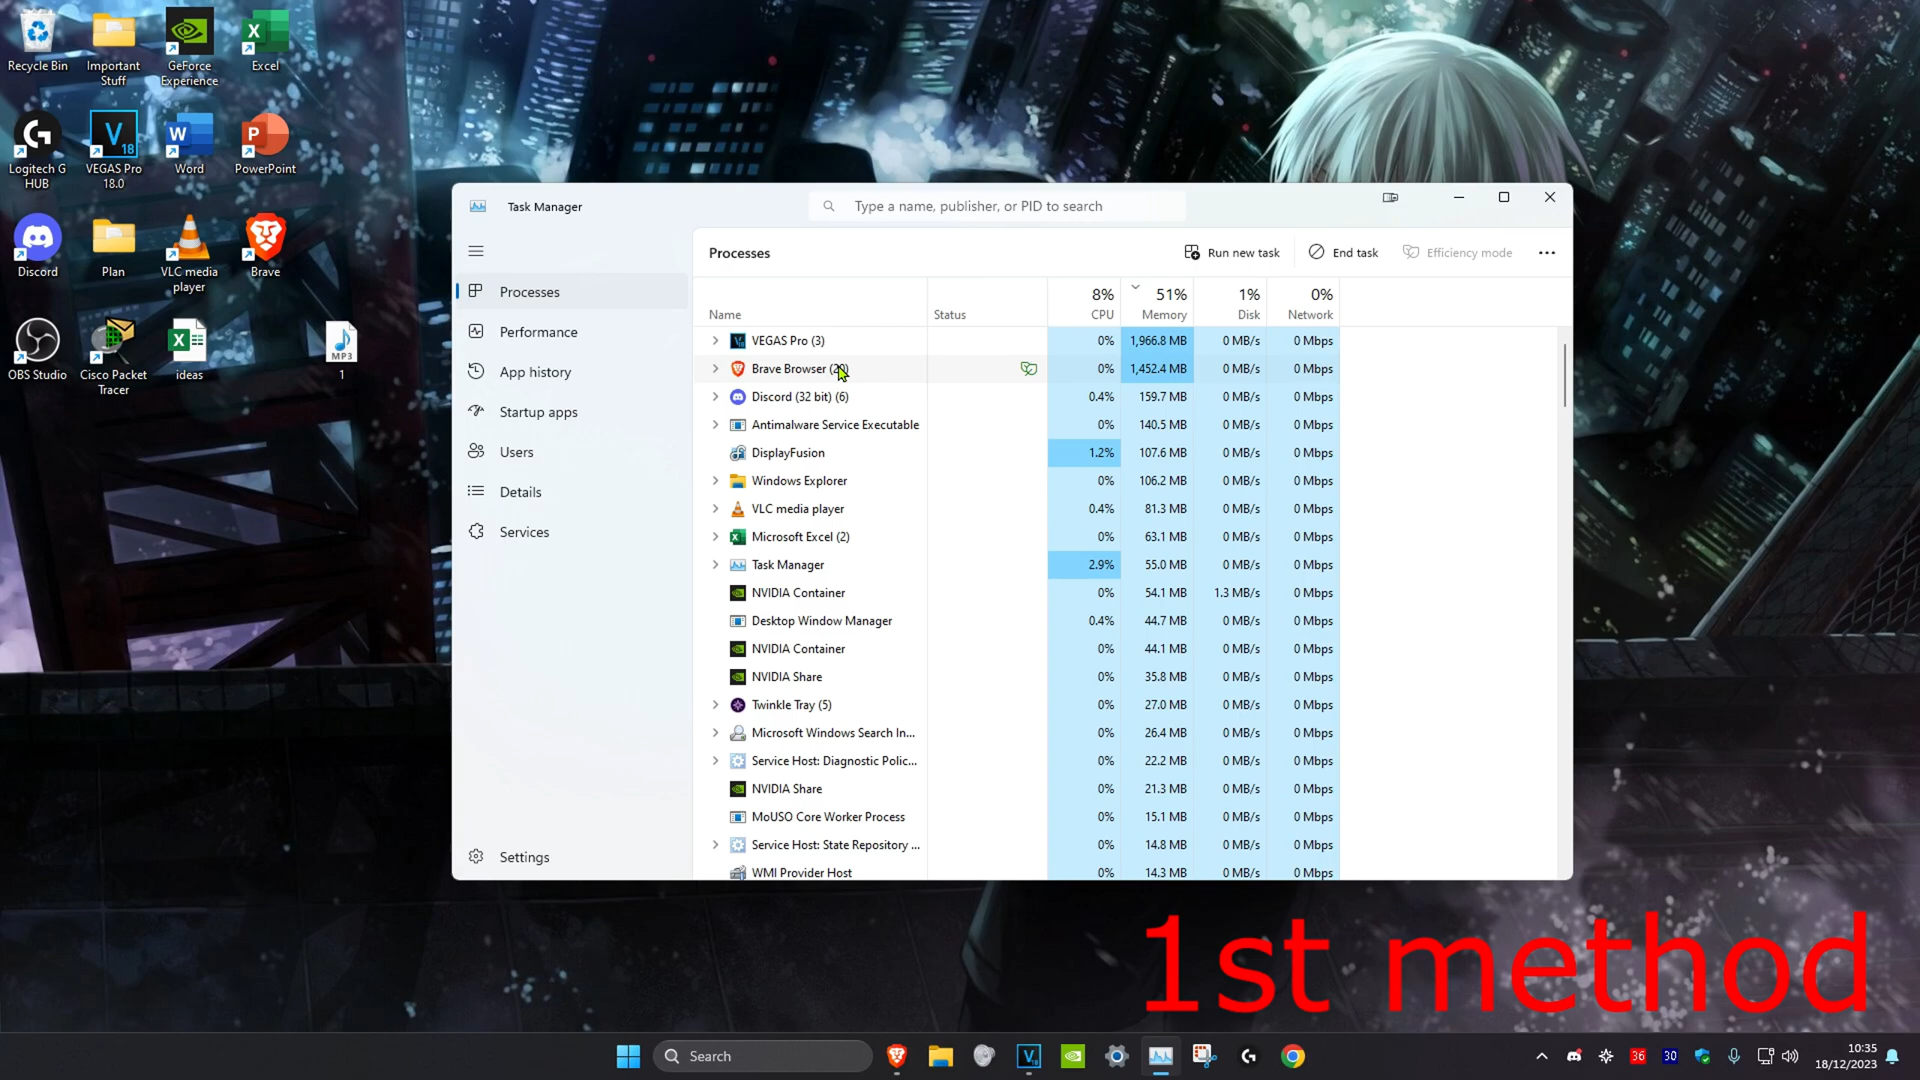 Recycle Bin
Important
Stuff
GeForce
Experience
Excel
Logitech G
HUB
VEGAS Pro
18.0
Word
PowerPoint
Discord
Plan
VLC media
player
Brave
OBS Studio
Cisco Packet
Tracer
ideas
MP3
1
Task Manager
Type a name, publisher, or PID to search
Processes
Performance
App history
Startup apps
Users
Details
Services
Settings
Processes
Run new task
End task
Efficiency mode
8% 51% 1% 0%
Name Status CPU Memory Disk Network
VEGAS Pro (3) 0% 1,966.8 MB 0 MB/s 0 Mbps
Brave Browser (20) 0% 1,452.4 MB 0 MB/s 0 Mbps
Discord (32 bit) (6) 0.4% 159.7 MB 0 MB/s 0 Mbps
Antimalware Service Executable 0% 140.5 MB 0 MB/s 0 Mbps
DisplayFusion 1.2% 107.6 MB 0 MB/s 0 Mbps
Windows Explorer 0% 106.2 MB 0 MB/s 0 Mbps
VLC media player 0.4% 81.3 MB 0 MB/s 0 Mbps
Microsoft Excel (2) 0% 63.1 MB 0 MB/s 0 Mbps
Task Manager 2.9% 55.0 MB 0 MB/s 0 Mbps
NVIDIA Container 0% 54.1 MB 1.3 MB/s 0 Mbps
Desktop Window Manager 0.4% 44.7 MB 0 MB/s 0 Mbps
NVIDIA Container 0% 44.1 MB 0 MB/s 0 Mbps
NVIDIA Share 0% 35.8 MB 0 MB/s 0 Mbps
Twinkle Tray (5) 0% 27.0 MB 0 MB/s 0 Mbps
Microsoft Windows Search In... 0% 26.4 MB 0 MB/s 0 Mbps
Service Host: Diagnostic Polic... 0% 22.2 MB 0 MB/s 0 Mbps
NVIDIA Share 0% 21.3 MB 0 MB/s 0 Mbps
MoUSO Core Worker Process 0% 15.1 MB 0 MB/s 0 Mbps
Service Host: State Repository ... 0% 14.8 MB 0 MB/s 0 Mbps
WMI Provider Host 0% 14.3 MB 0 MB/s 0 Mbps
1st method
Search
36
30
10:35
18/12/2023